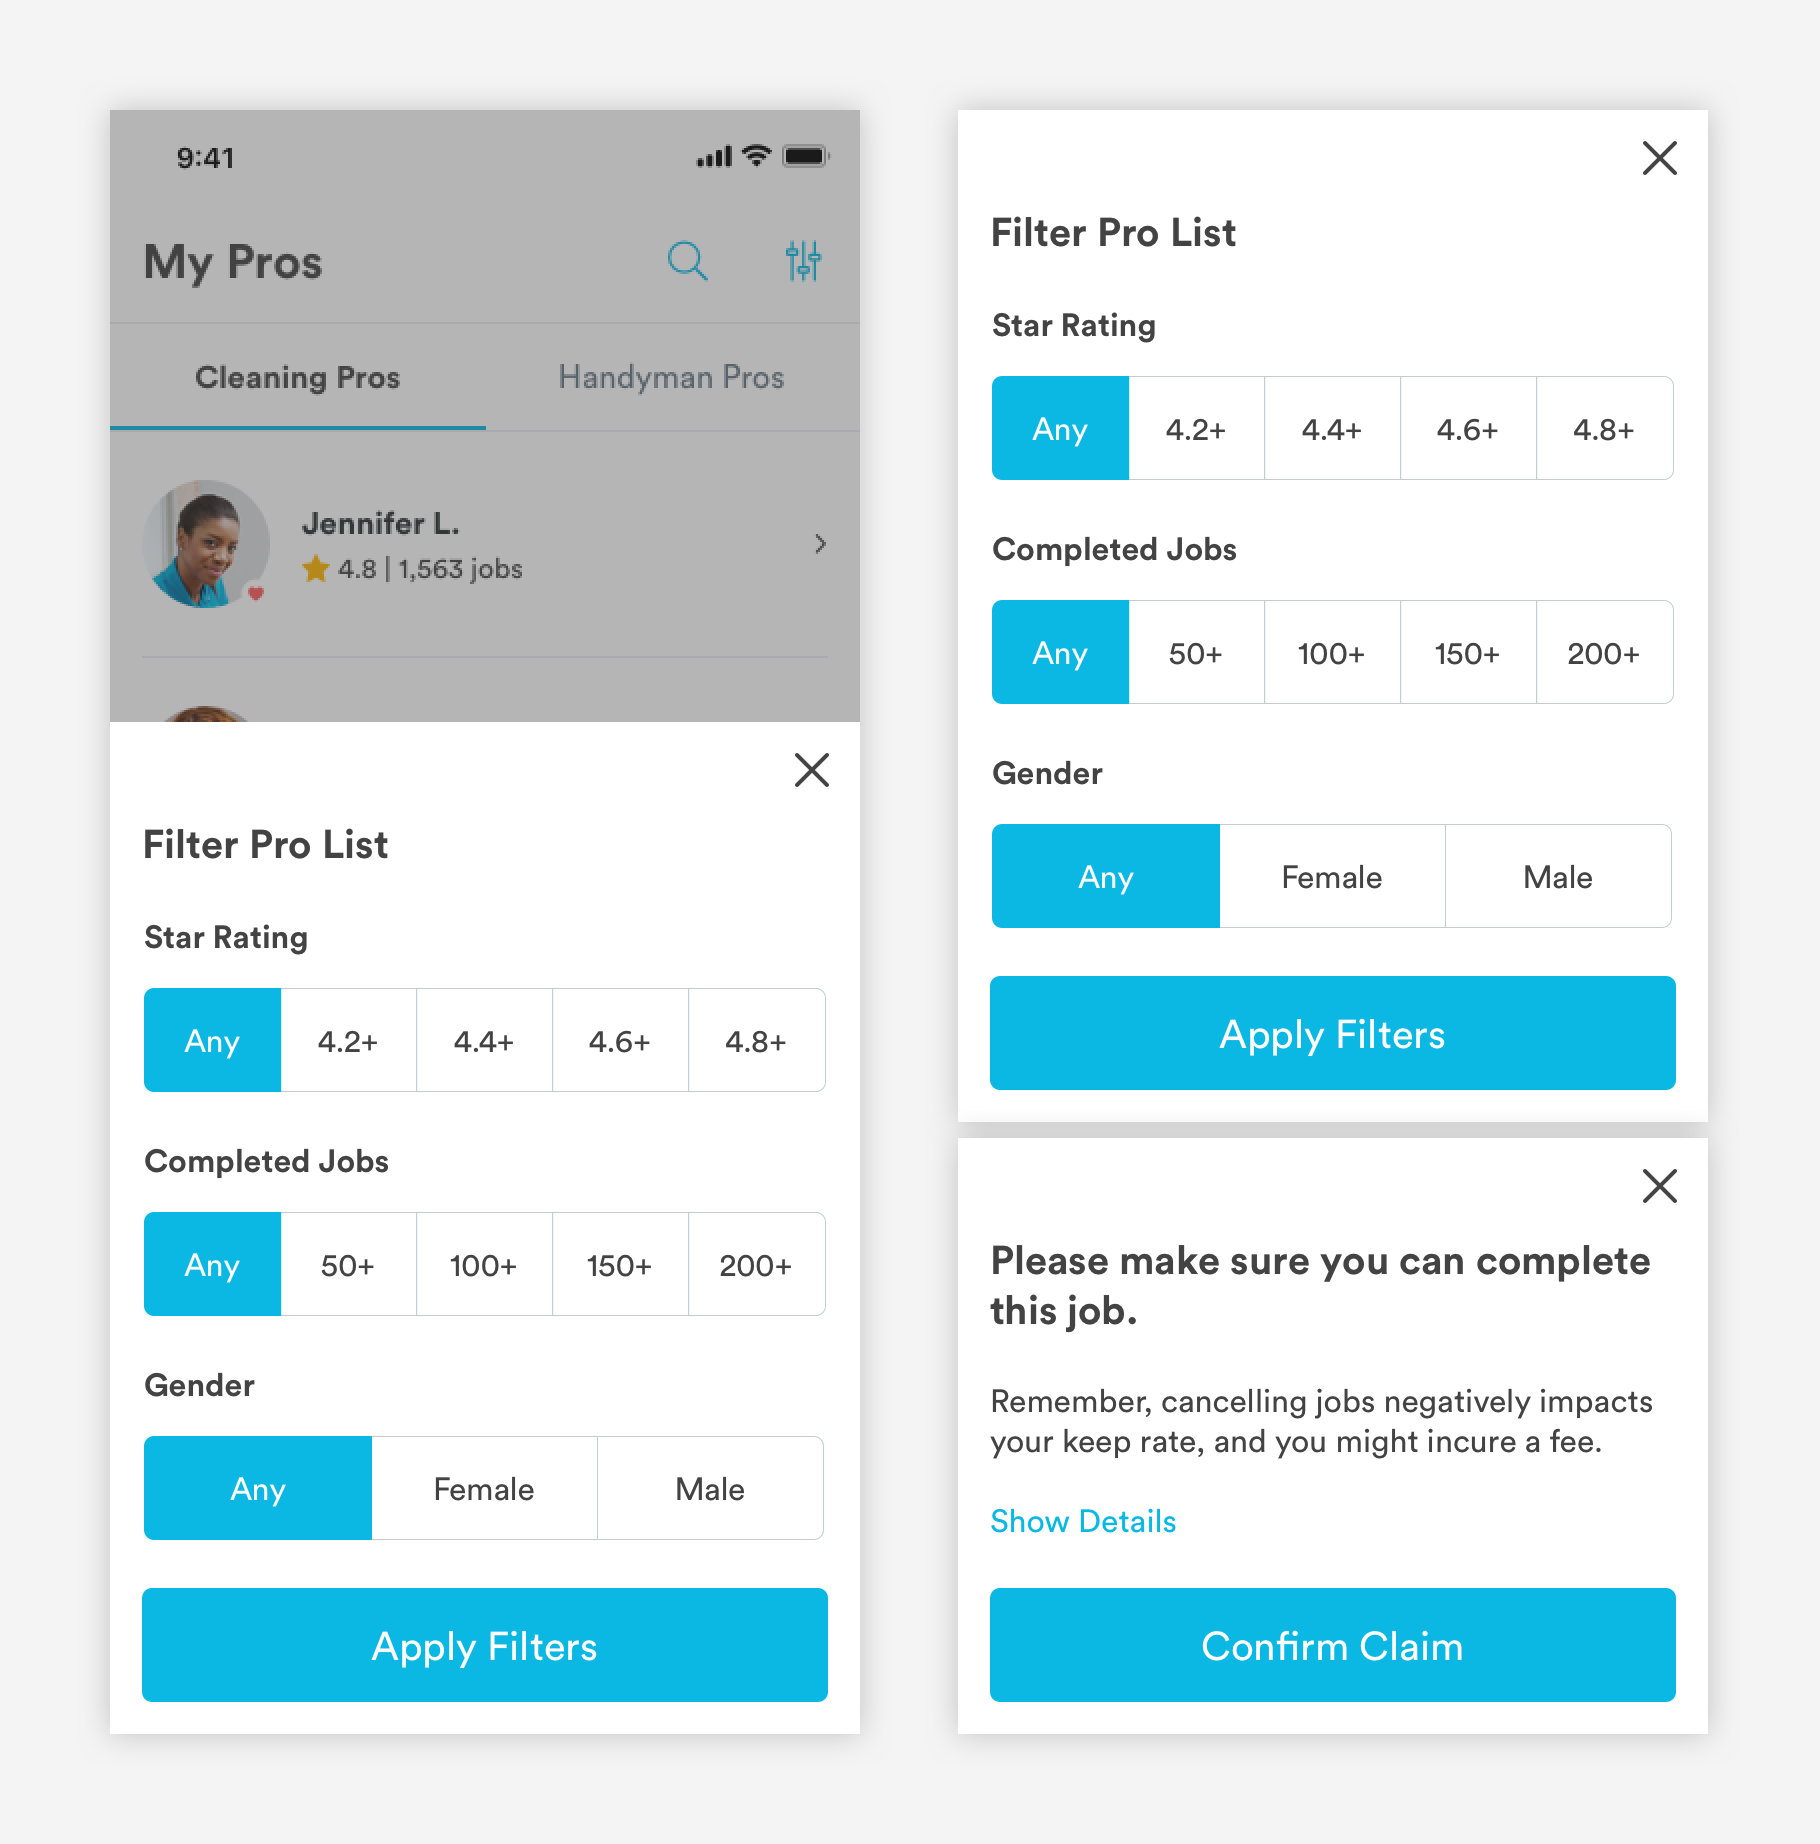 9:41
My Pros
Cleaning Pros
Handyman Pros
Jennifer L.
4.8 | 1,563 jobs
Filter Pro List
Star Rating
Any 4.2+ 4.4+ 4.6+ 4.8+
Completed Jobs
Any 50+ 100+ 150+ 200+
Gender
Any Female Male
Apply Filters
Filter Pro List
Star Rating
Any 4.2+ 4.4+ 4.6+ 4.8+
Completed Jobs
Any 50+ 100+ 150+ 200+
Gender
Any Female Male
Apply Filters
Please make sure you can complete
this job.
Remember, cancelling jobs negatively impacts
your keep rate, and you might incure a fee.
Show Details
Confirm Claim